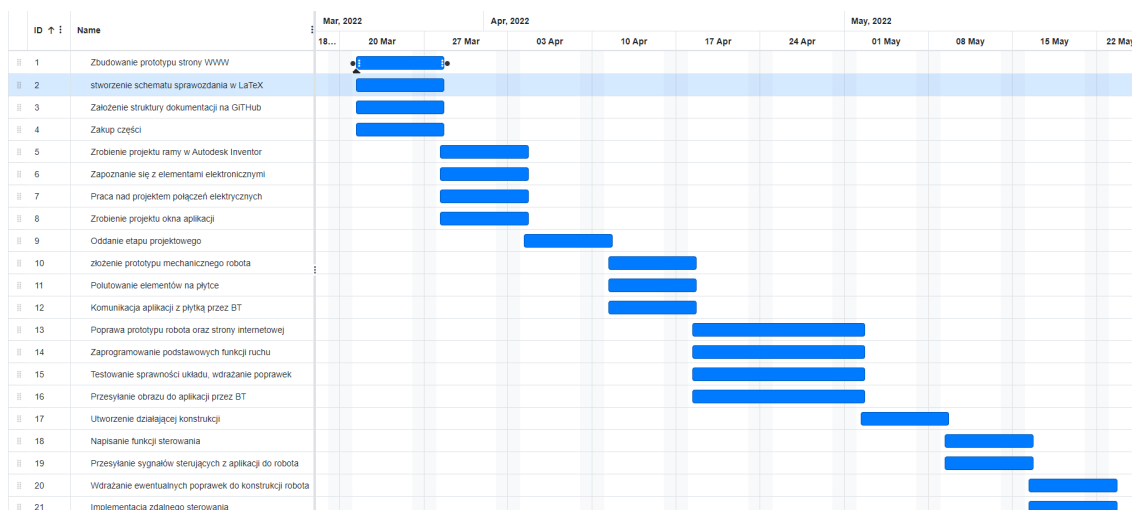 Mar, 2022 Apr, 2022 May, 2022
ID Name
18... 20 Mar 27 Mar 03 Apr 10 Apr 17 Apr 24 Apr 01 May 08 May 15 May 22 May
1 Zbudowanie prototypu strony WWW
2 stworzenie schematu sprawozdania w LaTeX
3 Założenie struktury dokumentacji na GITHub
4 Zakup części
5 Zrobienie projektu ramy w Autodesk Inventor
6 Zapoznanie się z elementami elektronicznymi
7 Praca nad projektem połączeń elektrycznych
8 Zrobienie projektu okna aplikacji
9 Oddanie etapu projektowego
10 złożenie prototypu mechanicznego robota
11 Polutowanie elementów na płytce
12 Komunikacja aplikacji z płytką przez BT
13 Poprawa prototypu robota oraz strony internetowej
14 Zaprogramowanie podstawowych funkcji ruchu
15 Testowanie sprawności układu, wdrażanie poprawek
16 Przesyłanie obrazu do aplikacji przez BT
17 Utworzenie działającej konstrukcji
18 Napisanie funkcji sterowania
19 Przesyłanie sygnałów sterujących z aplikacji do robota
20 Wdrażanie ewentualnych poprawek do konstrukcji robota
21 Implementacja zdalnego sterowania